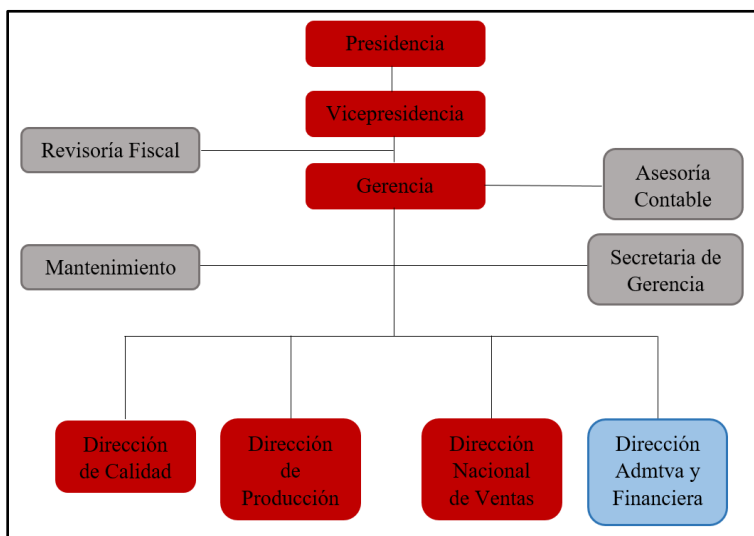 Presidencia
Vicepresidencia
Revisoría Fiscal
Gerencia
Asesoría
Contable
Mantenimiento
Secretaria de
Gerencia
Dirección
de Calidad
Dirección
de
Producción
Dirección
Nacional
de Ventas
Dirección
Admtva y
Financiera